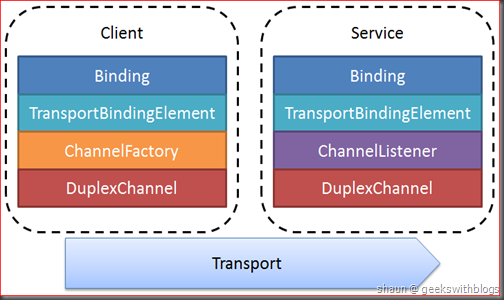 Client
Binding
TransportBindingElement
ChannelFactory
DuplexChannel
Service
Binding
TransportBindingElement
ChannelListener
DuplexChannel
Transport
shaun @ geekswithblogs